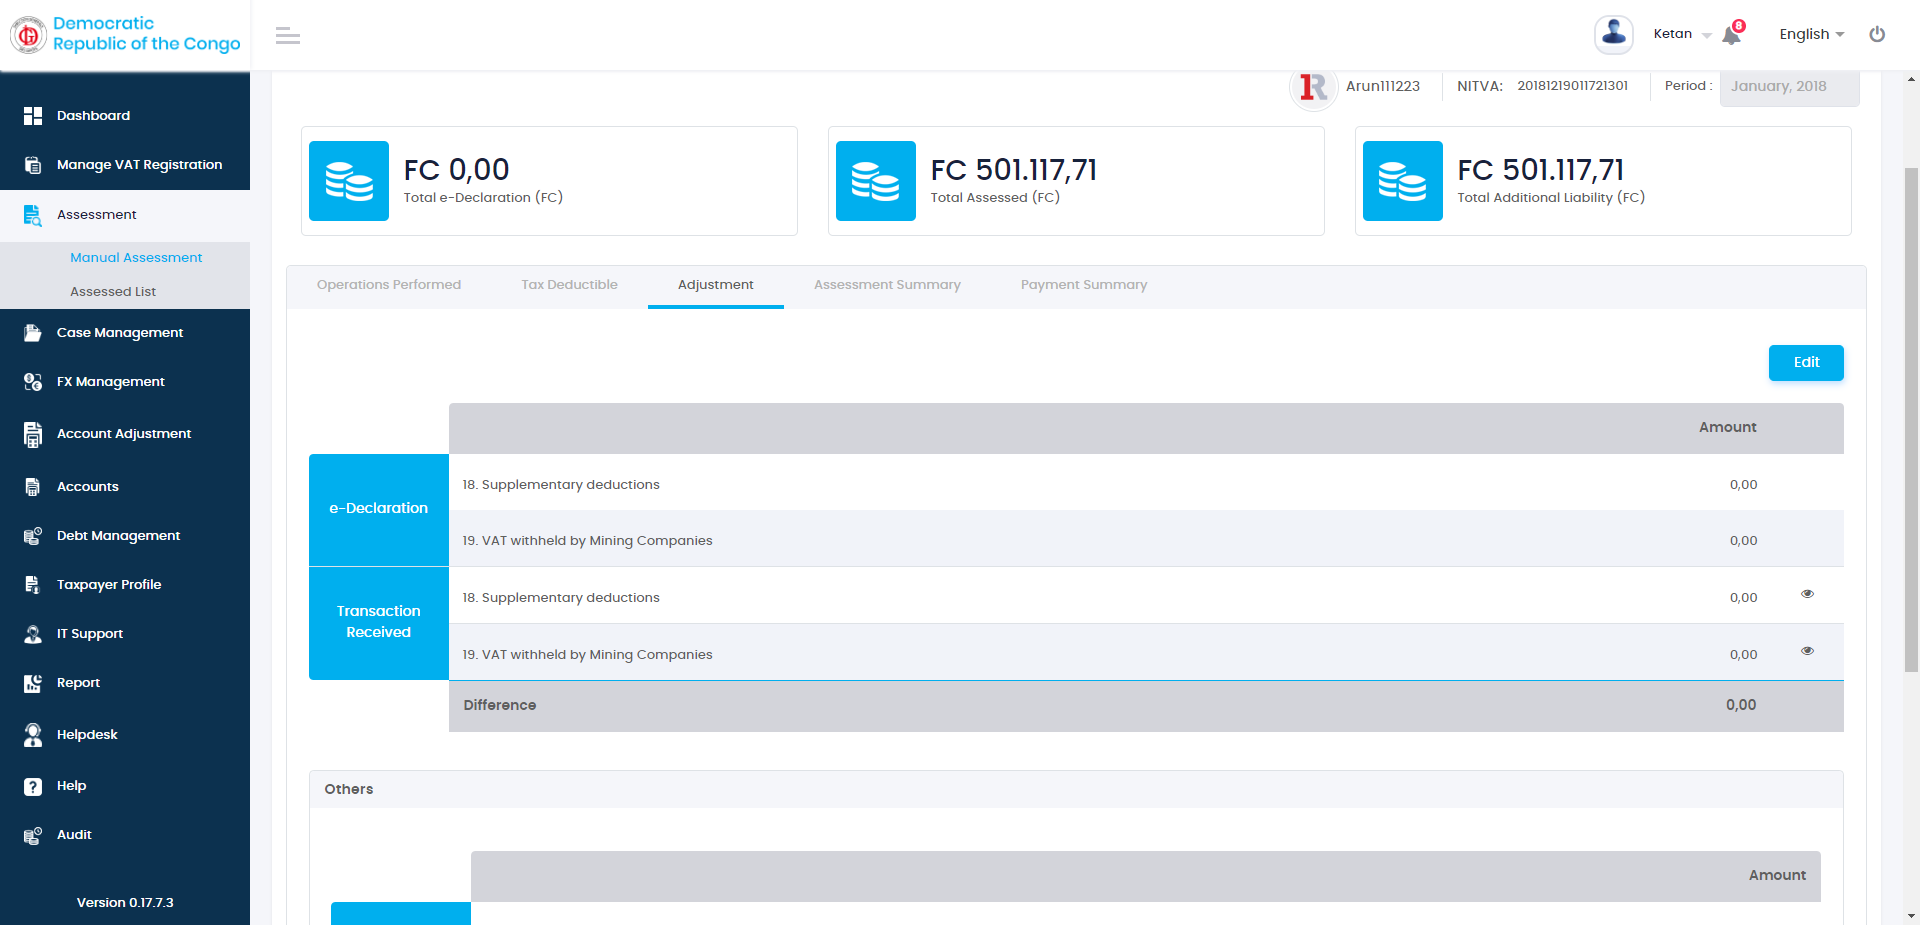 Democratic
Republic of the Congo
Ketan
8
English
Dashboard
Manage VAT Registration
Assessment
Manual Assessment
Assessed List
Case Management
FX Management
Account Adjustment
Accounts
Debt Management
Taxpayer Profile
IT Support
Report
Helpdesk
Help
Audit
Version 0.17.7.3
Arun111223
NITVA: 20181219011721301
Period : January, 2018
FC 0,00
Total e-Declaration (FC)
FC 501.117,71
Total Assessed (FC)
FC 501.117,71
Total Additional Liability (FC)
Operations Performed
Tax Deductible
Adjustment
Assessment Summary
Payment Summary
Edit
Amount
e-Declaration
18. Supplementary deductions 0,00
19. VAT withheld by Mining Companies 0,00
Transaction
Received
18. Supplementary deductions 0,00
19. VAT withheld by Mining Companies 0,00
Difference 0,00
Others
Amount